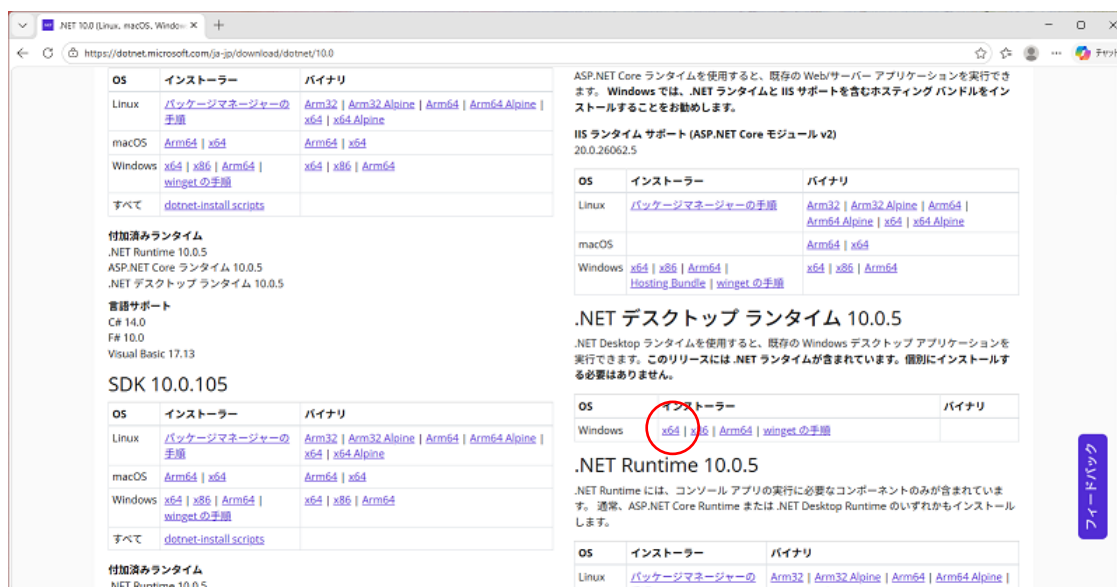 .NET 10.0 (Linux, macOS, Window
https://dotnet.microsoft.com/ja-jp/download/dotnet/10.0
OS インストーラー バイナリ
Linux パッケージマネージャーの手順 Arm32 | Arm32 Alpine | Arm64 | Arm64 Alpine |
x64 | x64 Alpine
macOS Arm64 | x64 Arm64 | x64
Windows x64 | x86 | Arm64 | x64 | x86 | Arm64
winget の手順
すべて dotnet-install scripts
付加済みランタイム
.NET Runtime 10.0.5
ASP.NET Core ランタイム 10.0.5
.NET デスクトップ ランタイム 10.0.5
言語サポート
C# 14.0
F# 10.0
Visual Basic 17.13
SDK 10.0.105
OS インストーラー バイナリ
Linux パッケージマネージャーの手順 Arm32 | Arm32 Alpine | Arm64 | Arm64 Alpine |
x64 | x64 Alpine
macOS Arm64 | x64 Arm64 | x64
Windows x64 | x86 | Arm64 | x64 | x86 | Arm64
winget の手順
すべて dotnet-install scripts
付加済みランタイム
.NET Runtime 10.0.5
ASP.NET Core ランタイムを使用すると、既存の Web/サーバー アプリケーションを実行でき
ます。 Windows では、.NET ランタイムと IIS サポートを含むホスティング バンドルをイン
ストールすることをお勧めします。
IIS ランタイム サポート (ASP.NET Core モジュール v2)
20.0.26062.5
OS インストーラー バイナリ
Linux パッケージマネージャーの手順 Arm32 | Arm32 Alpine | Arm64 |
Arm64 Alpine | x64 | x64 Alpine
macOS Arm64 | x64
Windows x64 | x86 | Arm64 | x64 | x86 | Arm64
Hosting Bundle | winget の手順
.NET デスクトップ ランタイム 10.0.5
.NET Desktop ランタイムを使用すると、既存の Windows デスクトップ アプリケーションを
実行できます。このリリースには .NET ランタイムが含まれています。個別にインストールす
る必要はありません。
OS インストーラー バイナリ
Windows x64 | x86 | Arm64 | winget の手順
.NET Runtime 10.0.5
.NET Runtime には、コンソール アプリの実行に必要なコンポーネントのみが含まれていま
す。 通常、ASP.NET Core Runtime または .NET Desktop Runtime のいずれかもインストール
します。
OS インストーラー バイナリ
Linux パッケージマネージャーの Arm32 | Arm32 Alpine | Arm64 | Arm64 Alpine |
フィードバック